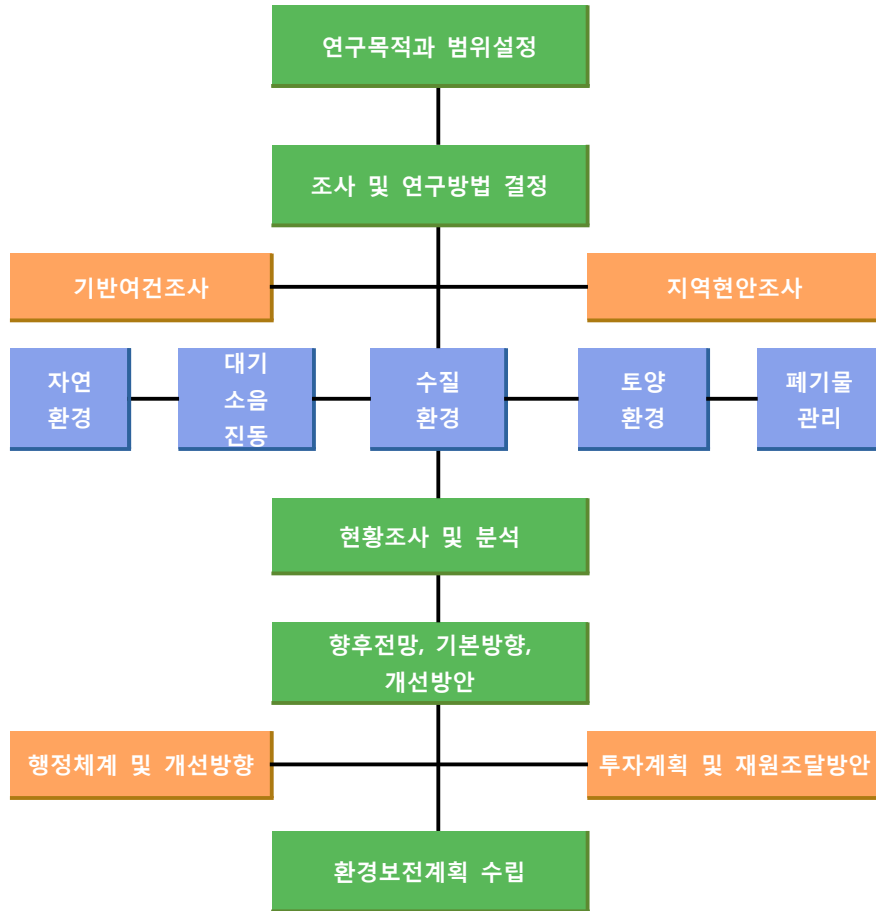 연구목적과 범위설정
조사 및 연구방법 결정
기반여건조사
지역현안조사
자연
환경
대기
소음
진동
수질
환경
토양
환경
폐기물
관리
현황조사 및 분석
향후전망, 기본방향,
개선방안
행정체계 및 개선방향
투자계획 및 재원조달방안
환경보전계획 수립